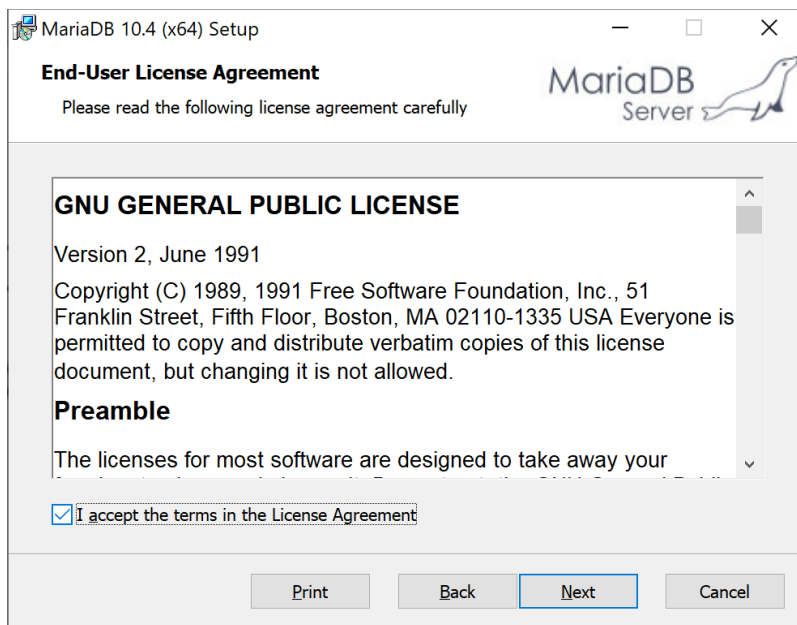 MariaDB 10.4 (x64) Setup
End-User License Agreement
Please read the following license agreement carefully
MariaDB
Server
GNU GENERAL PUBLIC LICENSE
Version 2, June 1991
Copyright (C) 1989, 1991 Free Software Foundation, Inc., 51
Franklin Street, Fifth Floor, Boston, MA 02110-1335 USA Everyone is
permitted to copy and distribute verbatim copies of this license
document, but changing it is not allowed.
Preamble
The licenses for most software are designed to take away your
I accept the terms in the License Agreement
Print
Back
Next
Cancel